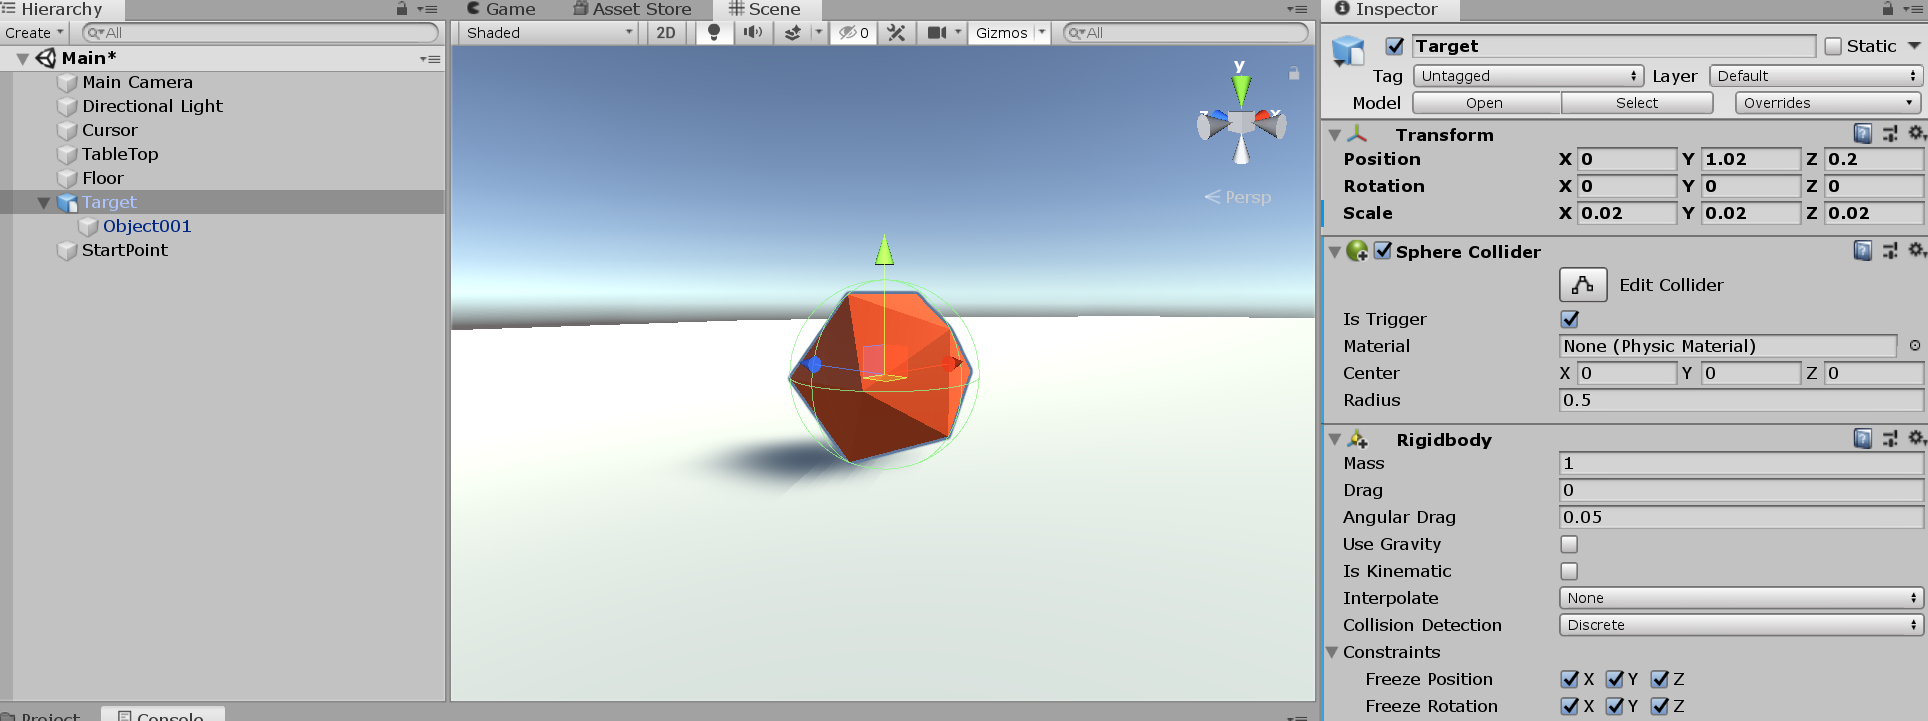 Hierarchy
Create
All
Main*
Main Camera
Directional Light
Cursor
TableTop
Floor
Target
Object001
StartPoint
Project
Console
Game
Asset Store
Scene
Shaded
2D
0
Gizmos
All
y
z
x
Persp
Inspector
Target
Static
Tag
Untagged
Layer
Default
Model
Open
Select
Overrides
Transform
Position X 0 Y 1.02 Z 0.2
Rotation X 0 Y 0 Z 0
Scale X 0.02 Y 0.02 Z 0.02
Sphere Collider
Edit Collider
Is Trigger
Material None (Physic Material)
Center X 0 Y 0 Z 0
Radius 0.5
Rigidbody
Mass 1
Drag 0
Angular Drag 0.05
Use Gravity
Is Kinematic
Interpolate None
Collision Detection Discrete
Constraints
Freeze Position X Y Z
Freeze Rotation X Y Z